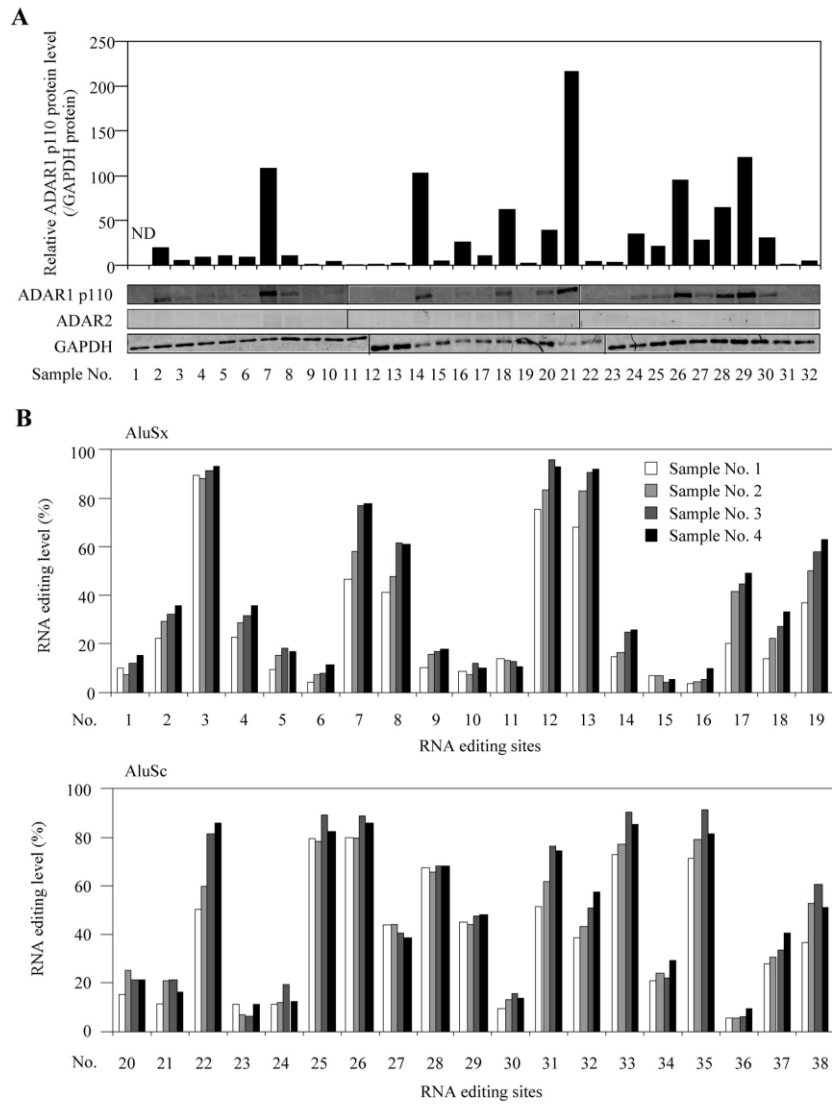 A
Relative ADAR1 p110 protein level
(/GAPDH protein)
250
200
150
100
50
0
ND
ADAR1 p110
ADAR2
GAPDH
Sample No. 1 2 3 4 5 6 7 8 9 10 11 12 13 14 15 16 17 18 19 20 21 22 23 24 25 26 27 28 29 30 31 32
B
AluSx
RNA editing level (%)
100
80
60
40
20
0
Sample No. 1
Sample No. 2
Sample No. 3
Sample No. 4
No. 1 2 3 4 5 6 7 8 9 10 11 12 13 14 15 16 17 18 19
RNA editing sites
AluSc
RNA editing level (%)
100
80
60
40
20
0
No. 20 21 22 23 24 25 26 27 28 29 30 31 32 33 34 35 36 37 38
RNA editing sites